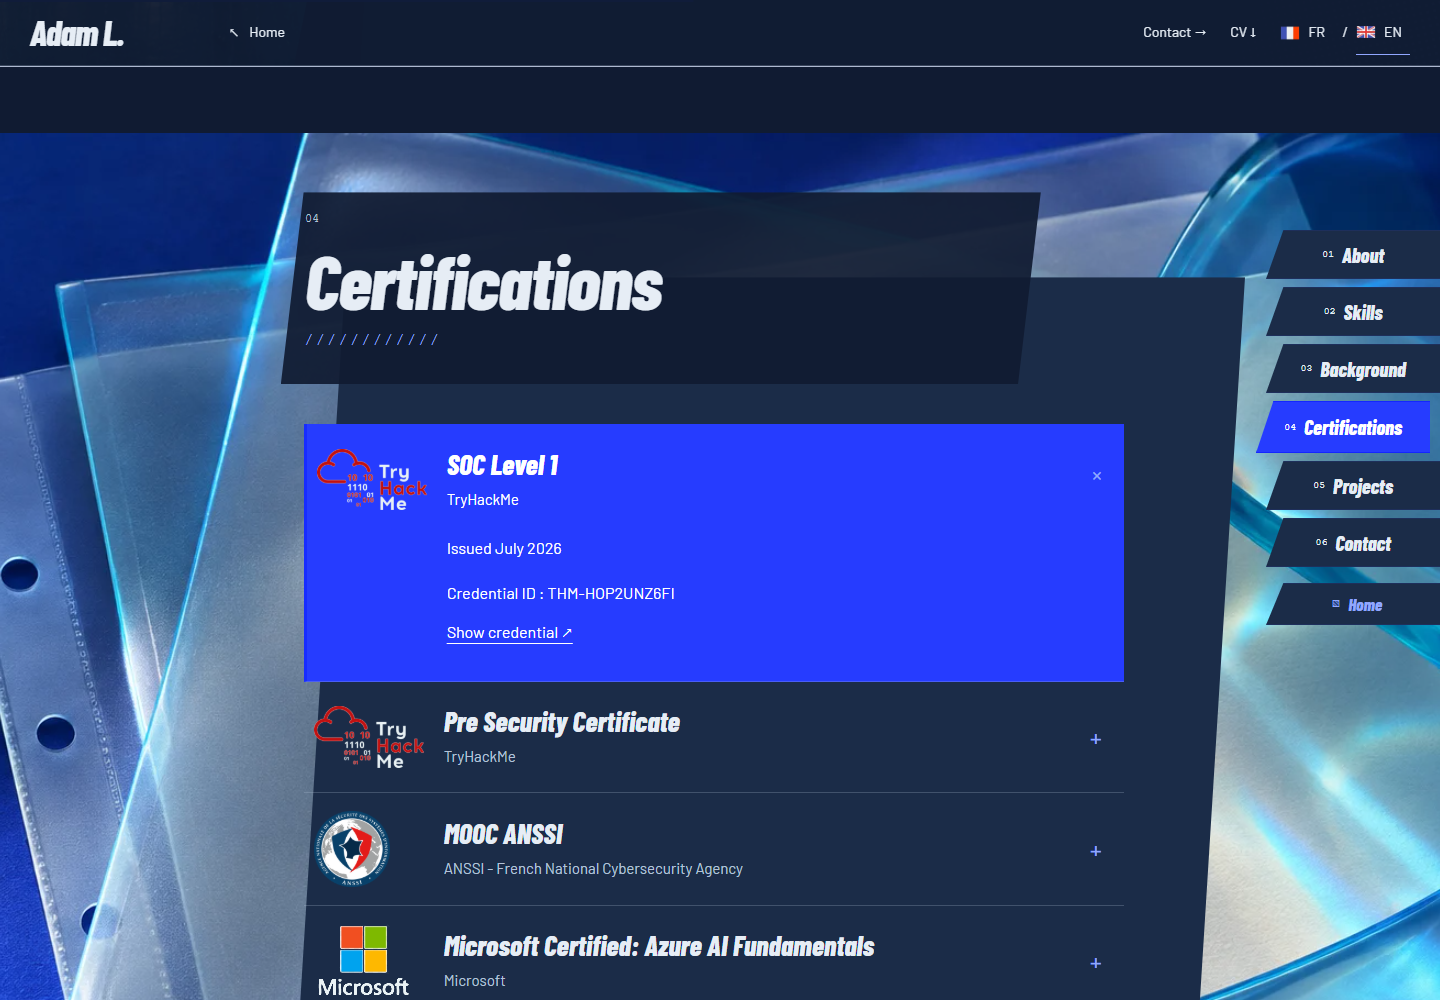 Adam L.
↖ Home
Contact →
CV ↓
FR
/
EN
04
Certifications
/ / / / / / / / / / / /
01 About
02 Skills
03 Background
04 Certifications
05 Projects
06 Contact
Home
Try
Hack
Me
SOC Level 1
×
TryHackMe
Issued July 2026
Credential ID : THM-HOP2UNZ6FI
Show credential ↗
Try
Hack
Me
Pre Security Certificate
+
TryHackMe
ANSSI
MOOC ANSSI
+
ANSSI - French National Cybersecurity Agency
Microsoft
Microsoft Certified: Azure AI Fundamentals
+
Microsoft